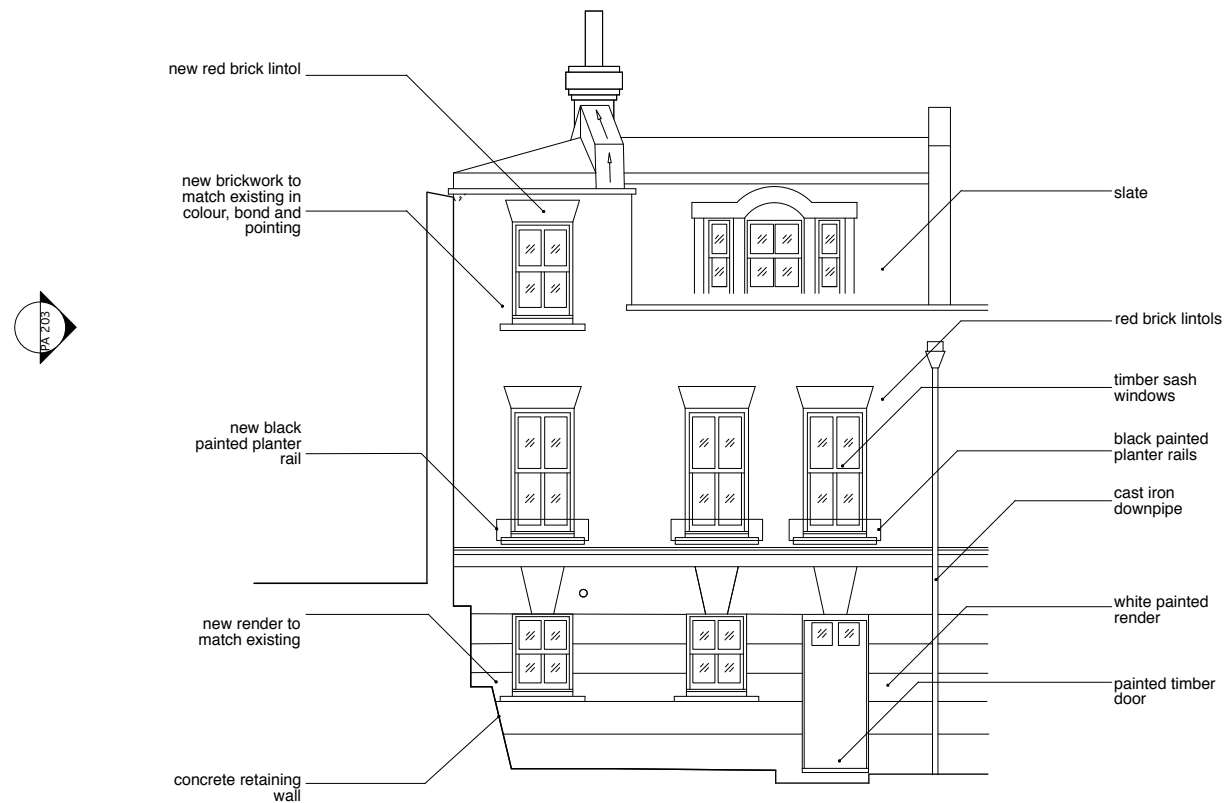 new red brick lintol
new brickwork to
match existing in
colour, bond and
pointing
PA 203
new black
painted planter
rail
new render to
match existing
concrete retaining
wall
slate
red brick lintols
timber sash
windows
black painted
planter rails
cast iron
downpipe
white painted
render
painted timber
door